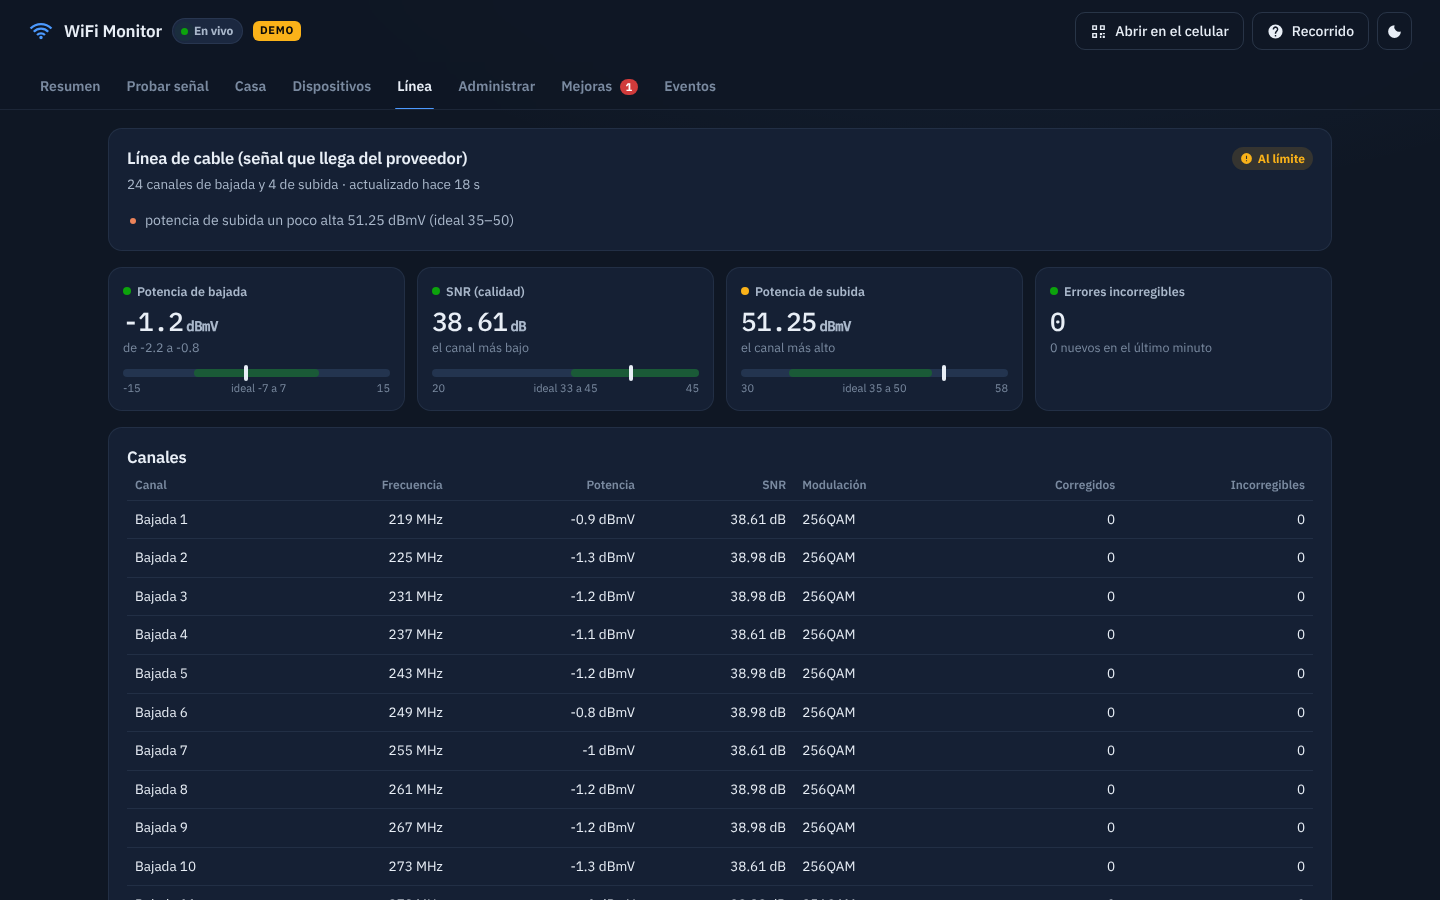 WiFi Monitor
En vivo
DEMO
Abrir en el celular
Recorrido
Resumen Probar señal Casa Dispositivos Línea Administrar Mejoras 1 Eventos
Línea de cable (señal que llega del proveedor)
Al límite
24 canales de bajada y 4 de subida · actualizado hace 18 s
potencia de subida un poco alta 51.25 dBmV (ideal 35–50)
Potencia de bajada
-1.2 dBmV
de -2.2 a -0.8
-15 ideal -7 a 7 15
SNR (calidad)
38.61 dB
el canal más bajo
20 ideal 33 a 45 45
Potencia de subida
51.25 dBmV
el canal más alto
30 ideal 35 a 50 58
Errores incorregibles
0
0 nuevos en el último minuto
Canales
Canal Frecuencia Potencia SNR Modulación Corregidos Incorregibles
Bajada 1 219 MHz -0.9 dBmV 38.61 dB 256QAM 0 0
Bajada 2 225 MHz -1.3 dBmV 38.98 dB 256QAM 0 0
Bajada 3 231 MHz -1.2 dBmV 38.98 dB 256QAM 0 0
Bajada 4 237 MHz -1.1 dBmV 38.61 dB 256QAM 0 0
Bajada 5 243 MHz -1.2 dBmV 38.98 dB 256QAM 0 0
Bajada 6 249 MHz -0.8 dBmV 38.98 dB 256QAM 0 0
Bajada 7 255 MHz -1 dBmV 38.61 dB 256QAM 0 0
Bajada 8 261 MHz -1.2 dBmV 38.98 dB 256QAM 0 0
Bajada 9 267 MHz -1.2 dBmV 38.98 dB 256QAM 0 0
Bajada 10 273 MHz -1.3 dBmV 38.61 dB 256QAM 0 0